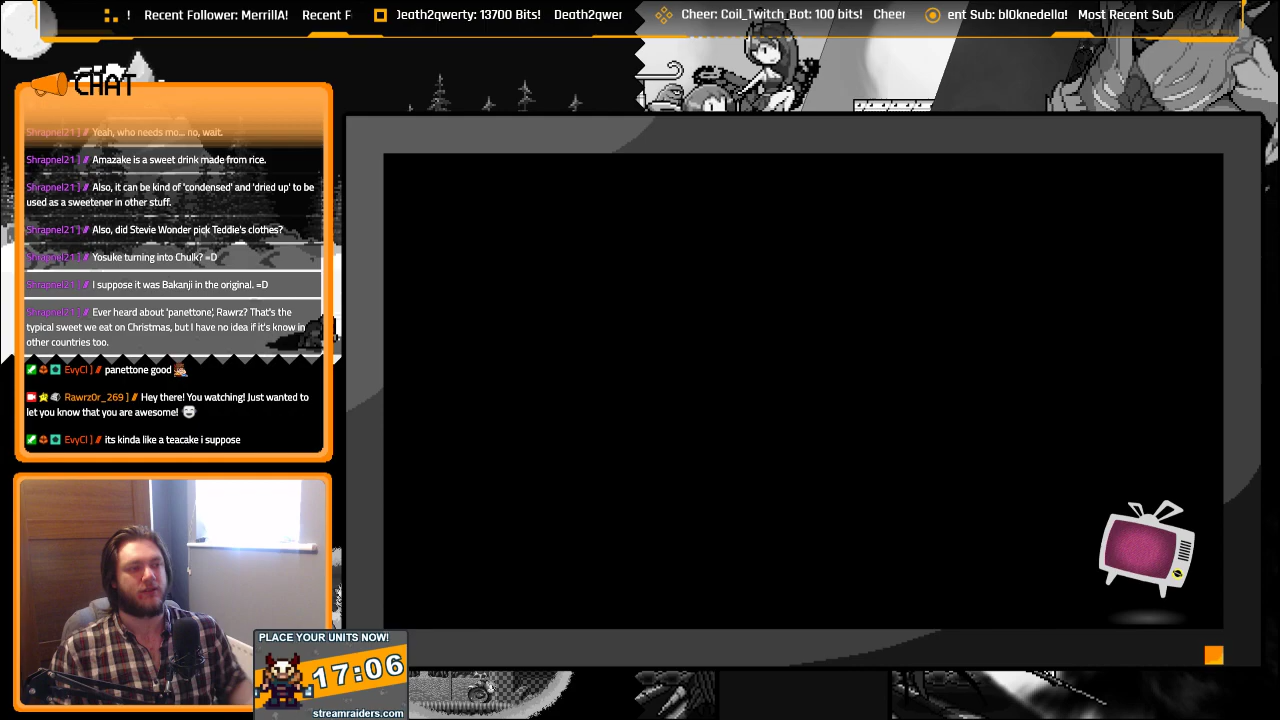 ! Recent Follower: MerrillA! Recent F
Death2qwerty: 13700 Bits! Death2qwer
Cheer: Coil_Twitch_Bot: 100 bits! Cheer
ent Sub: bl0knedella! Most Recent Sub
CHAT
Shrapnel21 ] // Yeah, who needs mo... no, wait.
Shrapnel21 ] // Amazake is a sweet drink made from rice.
Shrapnel21 ] // Also, it can be kind of 'condensed' and 'dried up' to be
used as a sweetener in other stuff.
Shrapnel21 ] // Also, did Stevie Wonder pick Teddie's clothes?
Shrapnel21 ] // Yosuke turning into Chulk? =D
Shrapnel21 ] // I suppose it was Bakanji in the original. =D
Shrapnel21 ] // Ever heard about 'panettone', Rawrz? That's the
typical sweet we eat on Christmas, but I have no idea if it's know in
other countries too.
EvyCl ] // panettone good
Rawrz0r_269 ] // Hey there! You watching! Just wanted to
let you know that you are awesome!
EvyCl ] // its kinda like a teacake i suppose
PLACE YOUR UNITS NOW!
17:06
streamraiders.com